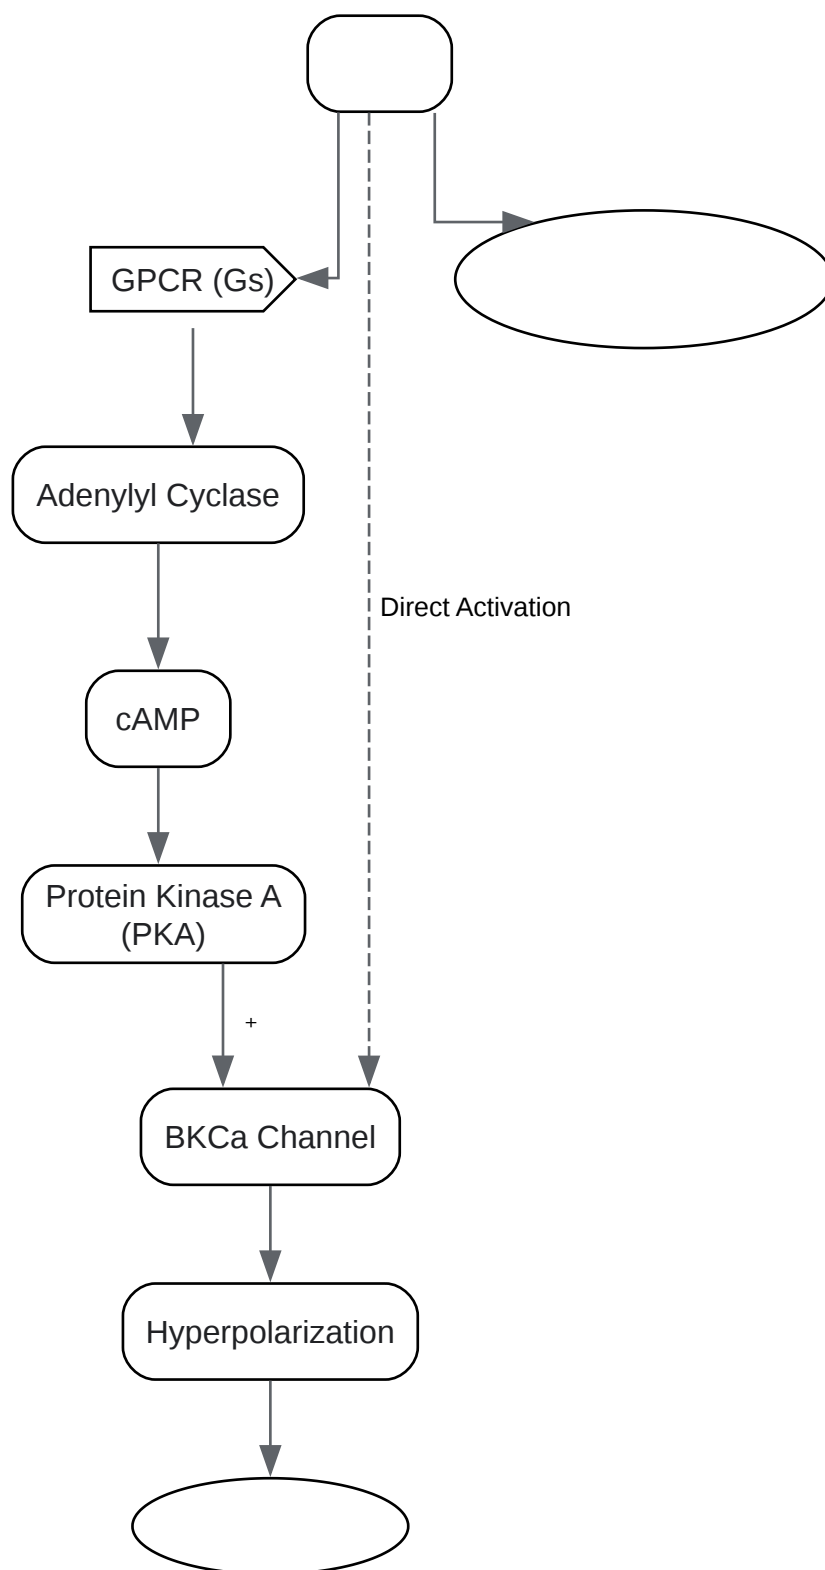 GPCR (Gs)
Adenylyl Cyclase
Direct Activation
cAMP
Protein Kinase A
(PKA)
+
BKCa Channel
Hyperpolarization